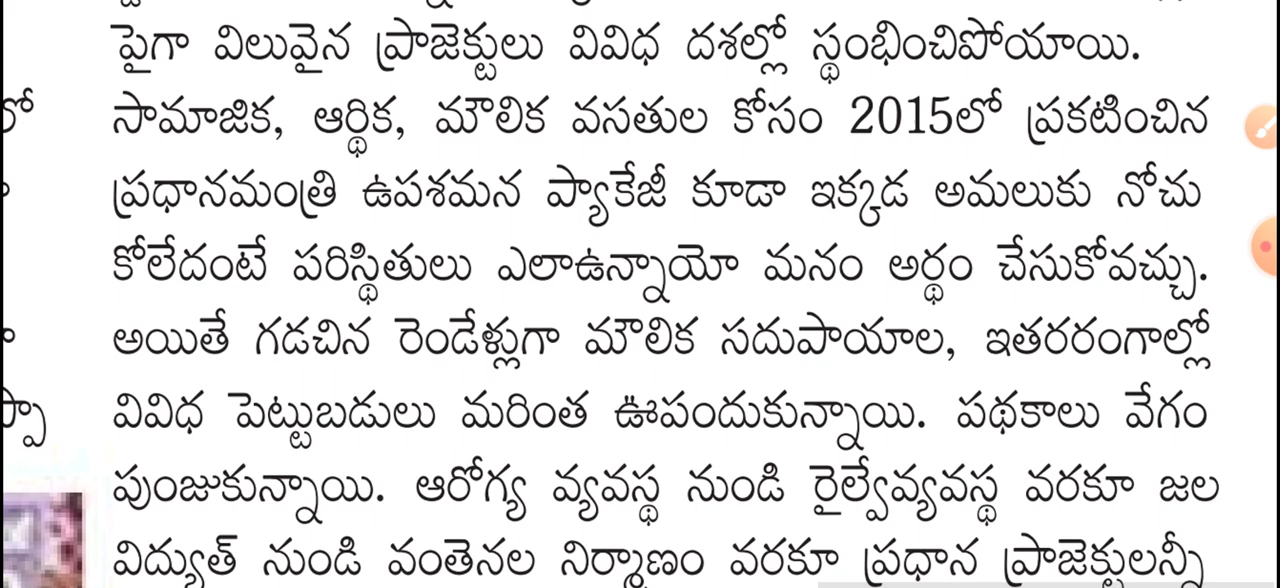 పైగా విలువైన ప్రాజెక్టులు వివిధ దశల్లో స్థంభించిపోయాయి.
సామాజిక, ఆర్థిక, మౌలిక వసతుల కోసం 2015లో ప్రకటించిన
ప్రధానమంత్రి ఉపశమన ప్యాకేజీ కూడా ఇక్కడ అమలుకు నోచు
కోలేదంటే పరిస్థితులు ఎలాఉన్నాయో మనం అర్థం చేసుకోవచ్చు.
అయితే గడచిన రెండేళ్లుగా మౌలిక సదుపాయాల, ఇతరరంగాల్లో
వివిధ పెట్టుబడులు మరింత ఊపందుకున్నాయి. పథకాలు వేగం
పుంజుకున్నాయి. ఆరోగ్య వ్యవస్థ నుండి రైల్వేవ్యవస్థ వరకూ జల
విద్యుత్ నుండి వంతెనల నిర్మాణం వరకూ ప్రధాన ప్రాజెక్టులన్నీ